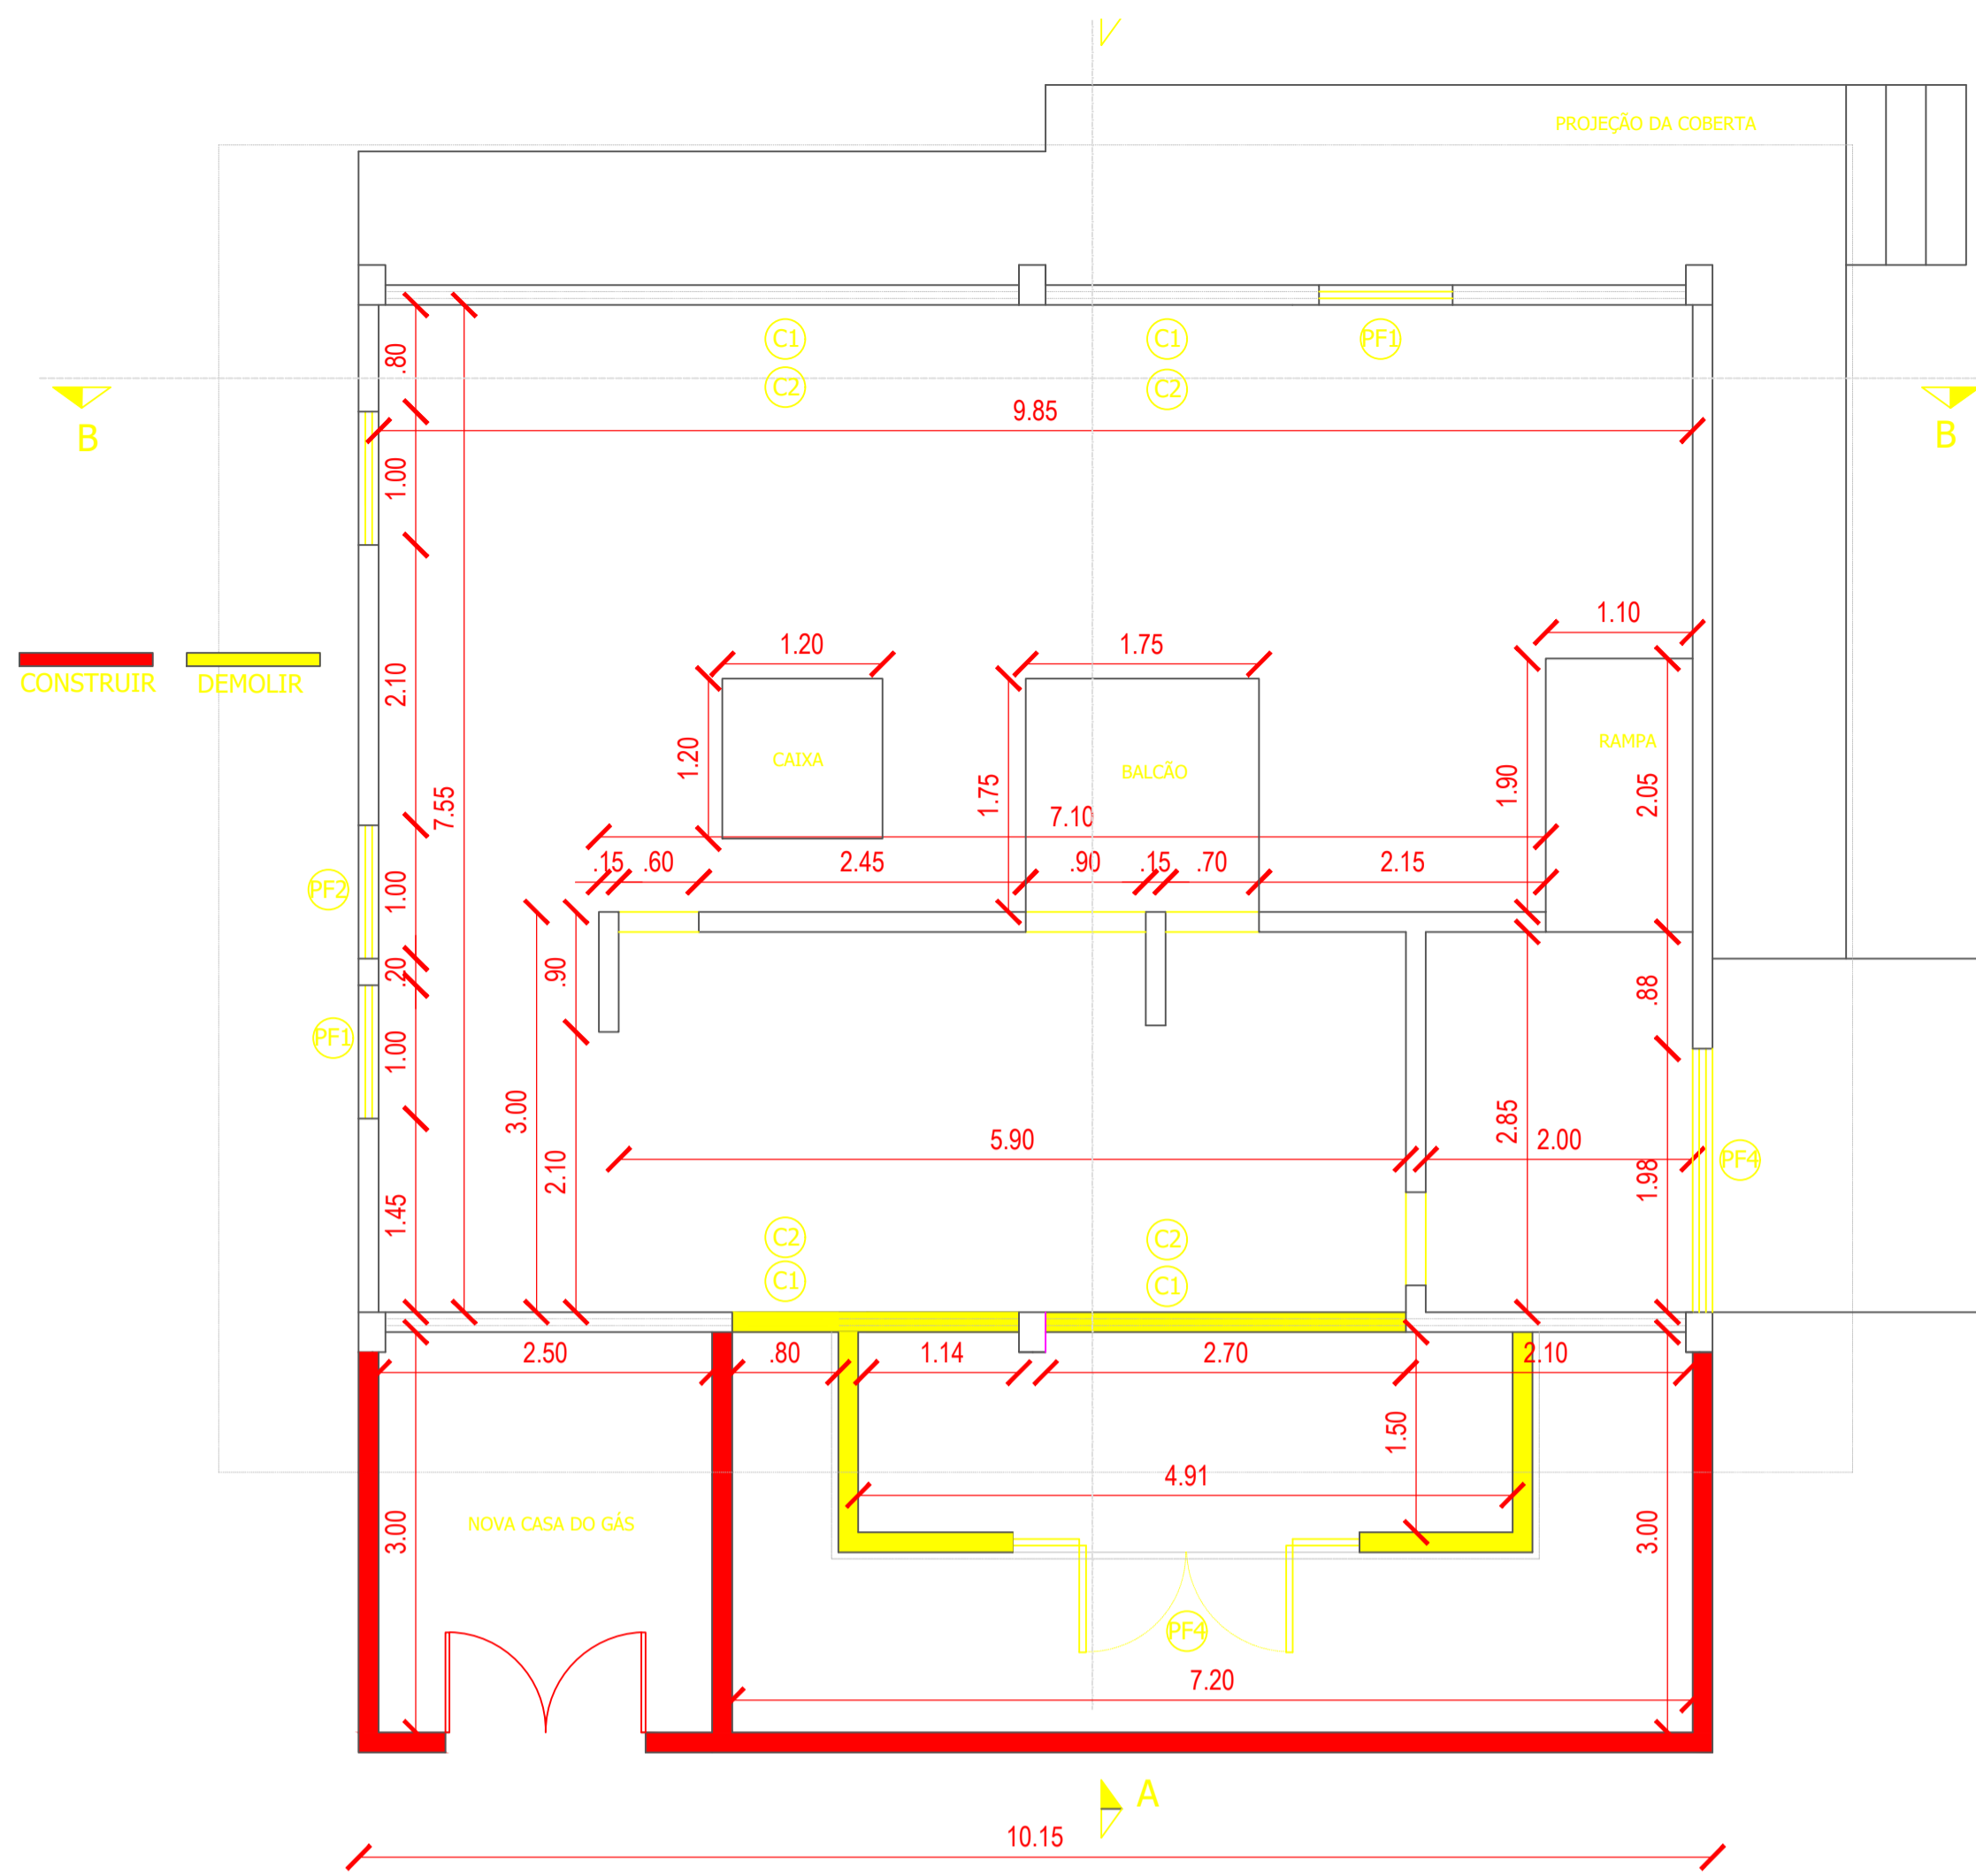 PROJEÇÃO DA COBERTA
C1
C1
PF1
.80
C2
C2
B
9.85
B
1.00
1.10
1.20
1.75
CONSTRUIR
DEMOLIR
2.10
RAMPA
1.20
CAIXA
BALCÃO
1.75
1.90
2.05
7.55
7.10
.15
.60
2.45
.90
.15
.70
2.15
PF2
1.00
.20
.90
.88
PF1
1.00
3.00
2.85
5.90
2.00
PF4
2.10
1.98
1.45
C2
C2
C1
C1
2.50
.80
1.14
2.70
2.10
1.50
4.91
NOVA CASA DO GÁS
3.00
3.00
PF4
7.20
A
10.15